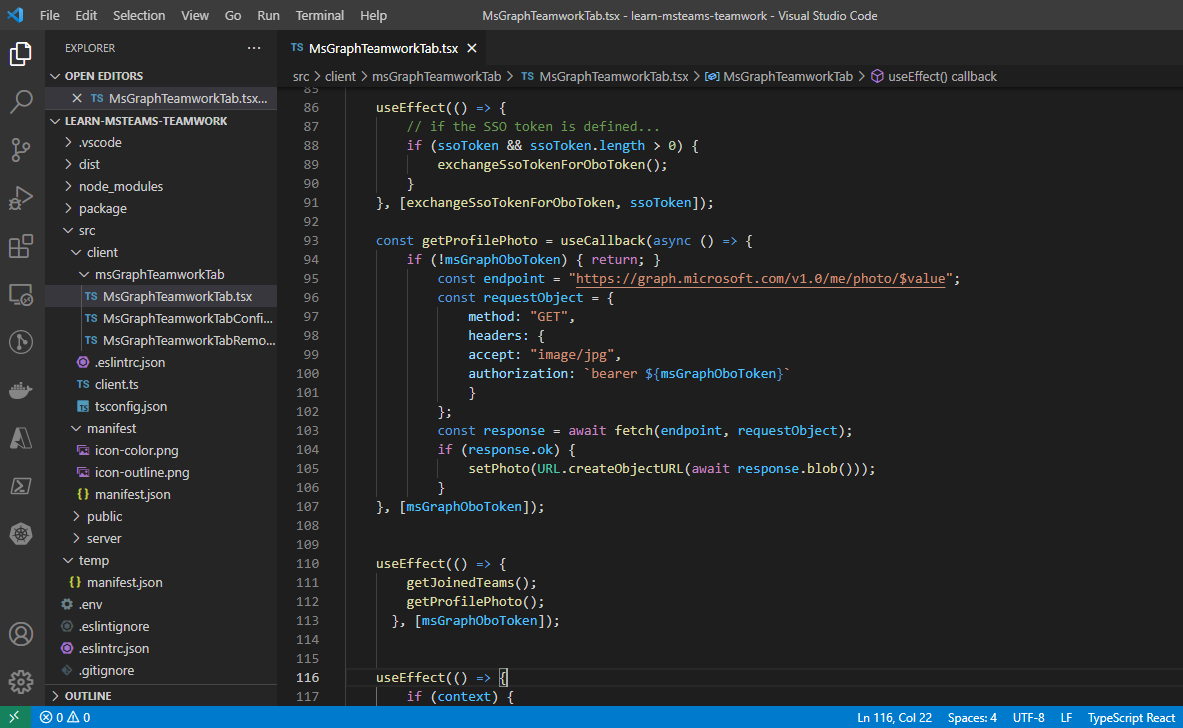 File Edit Selection View Go Run Terminal Help MsGraphTeamworkTab.tsx - learn-msteams-teamwork - Visual Studio Code
EXPLORER ...
OPEN EDITORS
TS MsGraphTeamworkTab.tsx...
LEARN-MSTEAMS-TEAMWORK
.vscode
dist
node_modules
package
src
client
msGraphTeamworkTab
TS MsGraphTeamworkTab.tsx
TS MsGraphTeamworkTabConfi...
TS MsGraphTeamworkTabRemo...
.eslintrc.json
TS client.ts
TS tsconfig.json
manifest
icon-color.png
icon-outline.png
{} manifest.json
public
server
temp
{} manifest.json
.env
.eslintignore
.eslintrc.json
.gitignore
OUTLINE
TS MsGraphTeamworkTab.tsx ×
src > client > msGraphTeamworkTab > TS MsGraphTeamworkTab.tsx > MsGraphTeamworkTab > useEffect() callback
85
86 useEffect(() => {
87 // if the SSO token is defined...
88 if (ssoToken && ssoToken.length > 0) {
89 exchangeSsoTokenForOboToken();
90 }
91 }, [exchangeSsoTokenForOboToken, ssoToken]);
92
93 const getProfilePhoto = useCallback(async () => {
94 if (!msGraphOboToken) { return; }
95 const endpoint = "https://graph.microsoft.com/v1.0/me/photo/$value";
96 const requestObject = {
97 method: "GET",
98 headers: {
99 accept: "image/jpg",
100 authorization: `bearer ${msGraphOboToken}`
101 }
102 };
103 const response = await fetch(endpoint, requestObject);
104 if (response.ok) {
105 setPhoto(URL.createObjectURL(await response.blob()));
106 }
107 }, [msGraphOboToken]);
108
109
110 useEffect(() => {
111 getJoinedTeams();
112 getProfilePhoto();
113 }, [msGraphOboToken]);
114
115
116 useEffect(() => {
117 if (context) {
0 0 Ln 116, Col 22 Spaces: 4 UTF-8 LF TypeScript React